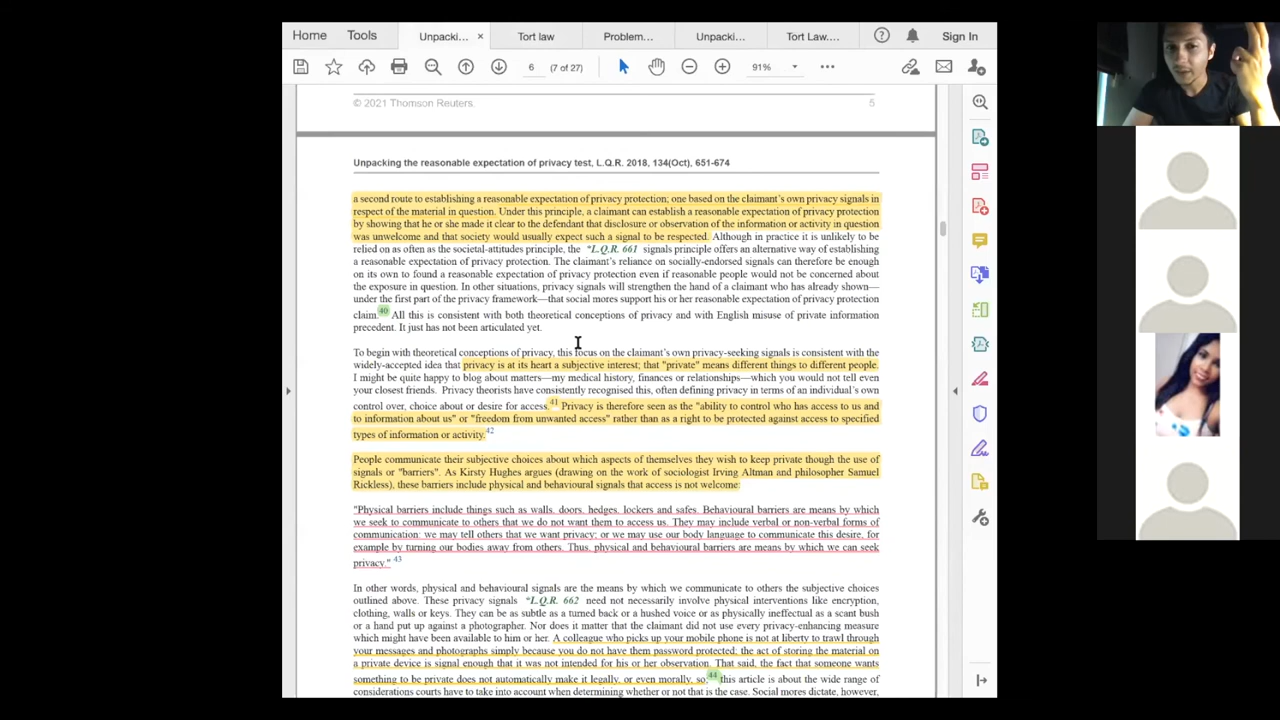 Home Tools Unpacki... × Tort law Problem... Unpacki... Tort Law.... Sign In
6 (7 of 27) 91%
© 2021 Thomson Reuters. 5
Unpacking the reasonable expectation of privacy test, L.Q.R. 2018, 134(Oct), 651-674
a second route to establishing a reasonable expectation of privacy protection; one based on the claimant's own privacy signals in
respect of the material in question. Under this principle, a claimant can establish a reasonable expectation of privacy protection
by showing that he or she made it clear to the defendant that disclosure or observation of the information or activity in question
was unwelcome and that society would usually expect such a signal to be respected. Although in practice it is unlikely to be
relied on as often as the societal-attitudes principle, the *L.Q.R. 661 signals principle offers an alternative way of establishing
a reasonable expectation of privacy protection. The claimant's reliance on socially-endorsed signals can therefore be enough
on its own to found a reasonable expectation of privacy protection even if reasonable people would not be concerned about
the exposure in question. In other situations, privacy signals will strengthen the hand of a claimant who has already shown—
under the first part of the privacy framework—that social mores support his or her reasonable expectation of privacy protection
claim.40 All this is consistent with both theoretical conceptions of privacy and with English misuse of private information
precedent. It just has not been articulated yet.
To begin with theoretical conceptions of privacy, this focus on the claimant's own privacy-seeking signals is consistent with the
widely-accepted idea that privacy is at its heart a subjective interest; that "private" means different things to different people.
I might be quite happy to blog about matters—my medical history, finances or relationships—which you would not tell even
your closest friends. Privacy theorists have consistently recognised this, often defining privacy in terms of an individual's own
control over, choice about or desire for access.41 Privacy is therefore seen as the "ability to control who has access to us and
to information about us" or "freedom from unwanted access" rather than as a right to be protected against access to specified
types of information or activity.42
People communicate their subjective choices about which aspects of themselves they wish to keep private though the use of
signals or "barriers". As Kirsty Hughes argues (drawing on the work of sociologist Irving Altman and philosopher Samuel
Rickless), these barriers include physical and behavioural signals that access is not welcome:
"Physical barriers include things such as walls, doors, hedges, lockers and safes. Behavioural barriers are means by which
we seek to communicate to others that we do not want them to access us. They may include verbal or non-verbal forms of
communication: we may tell others that we want privacy; or we may use our body language to communicate this desire, for
example by turning our bodies away from others. Thus, physical and behavioural barriers are means by which we can seek
privacy." 43
In other words, physical and behavioural signals are the means by which we communicate to others the subjective choices
outlined above. These privacy signals *L.Q.R. 662 need not necessarily involve physical interventions like encryption,
clothing, walls or keys. They can be as subtle as a turned back or a hushed voice or as physically ineffectual as a scant bush
or a hand put up against a photographer. Nor does it matter that the claimant did not use every privacy-enhancing measure
which might have been available to him or her. A colleague who picks up your mobile phone is not at liberty to trawl through
your messages and photographs simply because you do not have them password protected; the act of storing the material on
a private device is signal enough that it was not intended for his or her observation. That said, the fact that someone wants
something to be private does not automatically make it legally, or even morally, so;44 this article is about the wide range of
considerations courts have to take into account when determining whether or not that is the case. Social mores dictate, however,